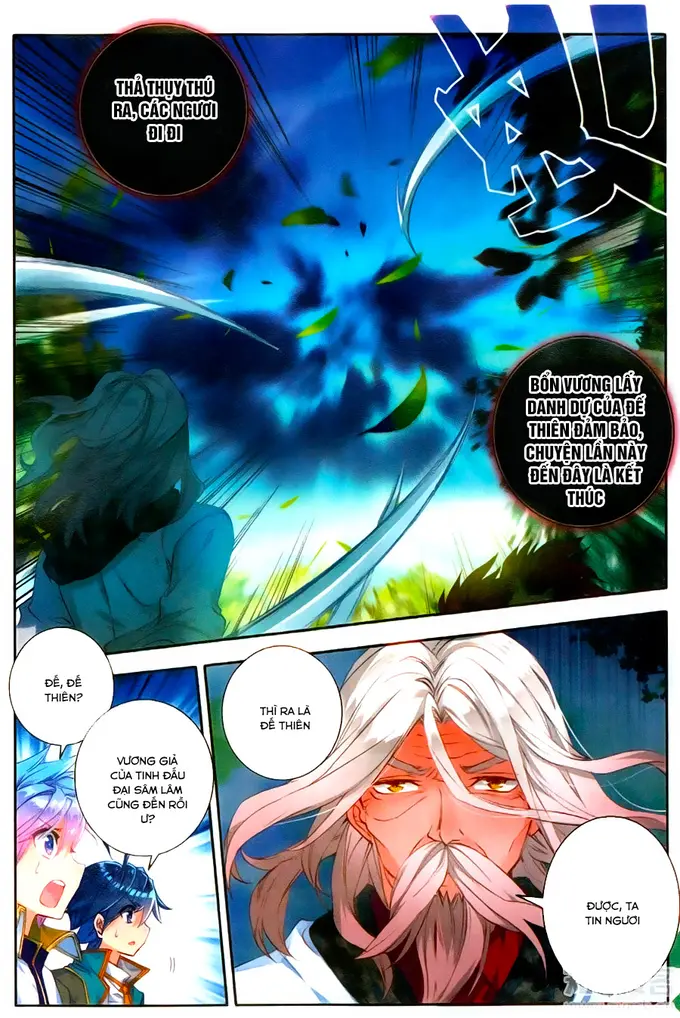 THẢ THỤY THÚ
RA, CÁC NGƯƠI
ĐI ĐI
BỔN VƯƠNG LẤY
DANH DỰ CỦA ĐẾ
THIÊN ĐẢM BẢO,
CHUYỆN LẦN NÀY
ĐẾN ĐÂY LÀ KẾT
THÚC
ĐẾ, ĐẾ
THIÊN?
VƯƠNG GIẢ
CỦA TINH ĐẤU
ĐẠI SÂM LÂM
CŨNG ĐẾN RỒI
Ư?
THÌ RA LÀ
ĐẾ THIÊN
ĐƯỢC, TA
TIN NGƯƠI